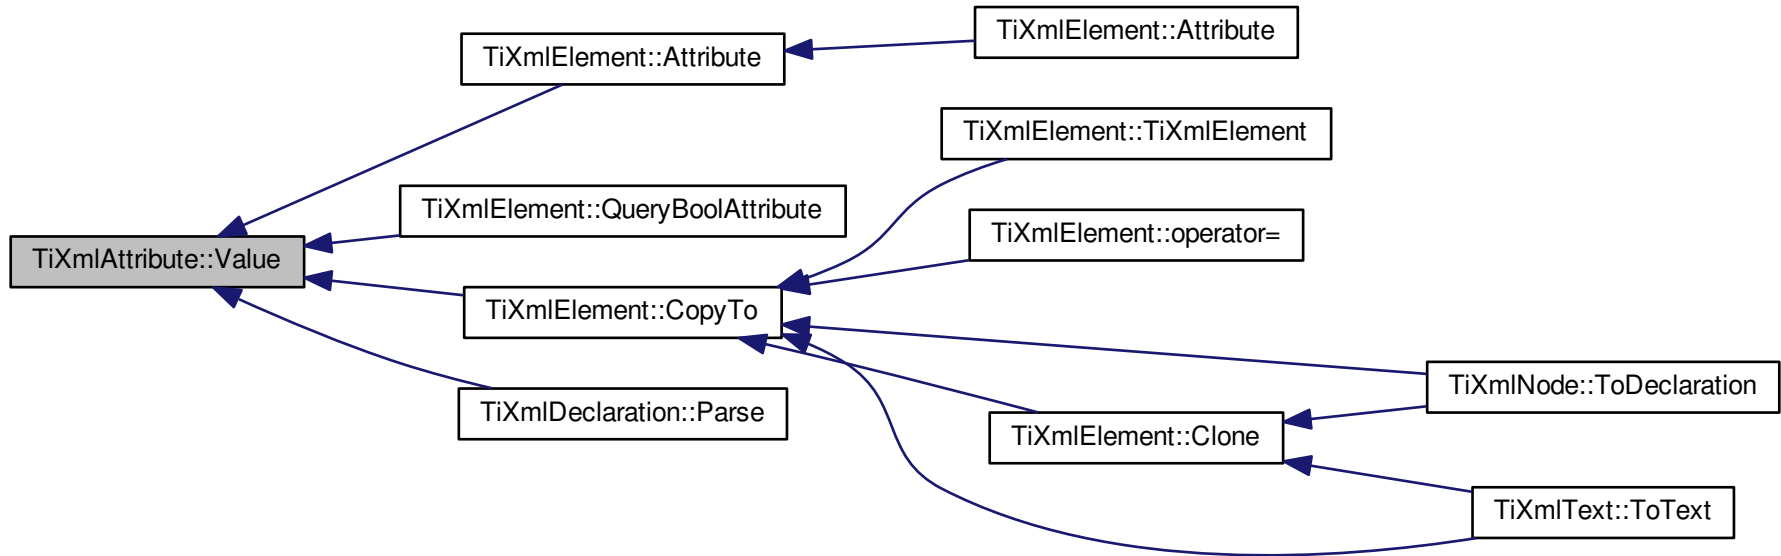 TiXmlElement::Attribute
TiXmlElement::Attribute
TiXmlElement::TiXmlElement
TiXmlElement::QueryBoolAttribute
TiXmlElement::operator=
TiXmlAttribute::Value
TiXmlElement::CopyTo
TiXmlNode::ToDeclaration
TiXmlDeclaration::Parse
TiXmlElement::Clone
TiXmlText::ToText